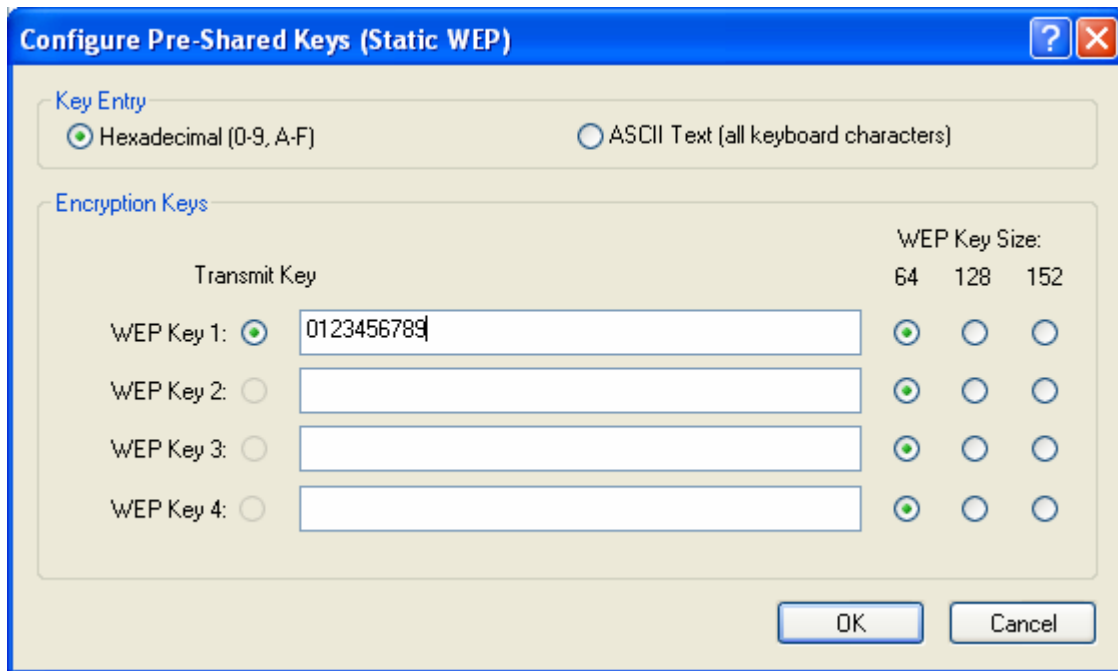 Configure Pre-Shared Keys (Static WEP)
?
Key Entry
Hexadecimal (0-9, A-F) ASCII Text (all keyboard characters)
Encryption Keys
WEP Key Size:
Transmit Key 64 128 152
WEP Key 1: 0123456789
WEP Key 2:
WEP Key 3:
WEP Key 4:
OK Cancel